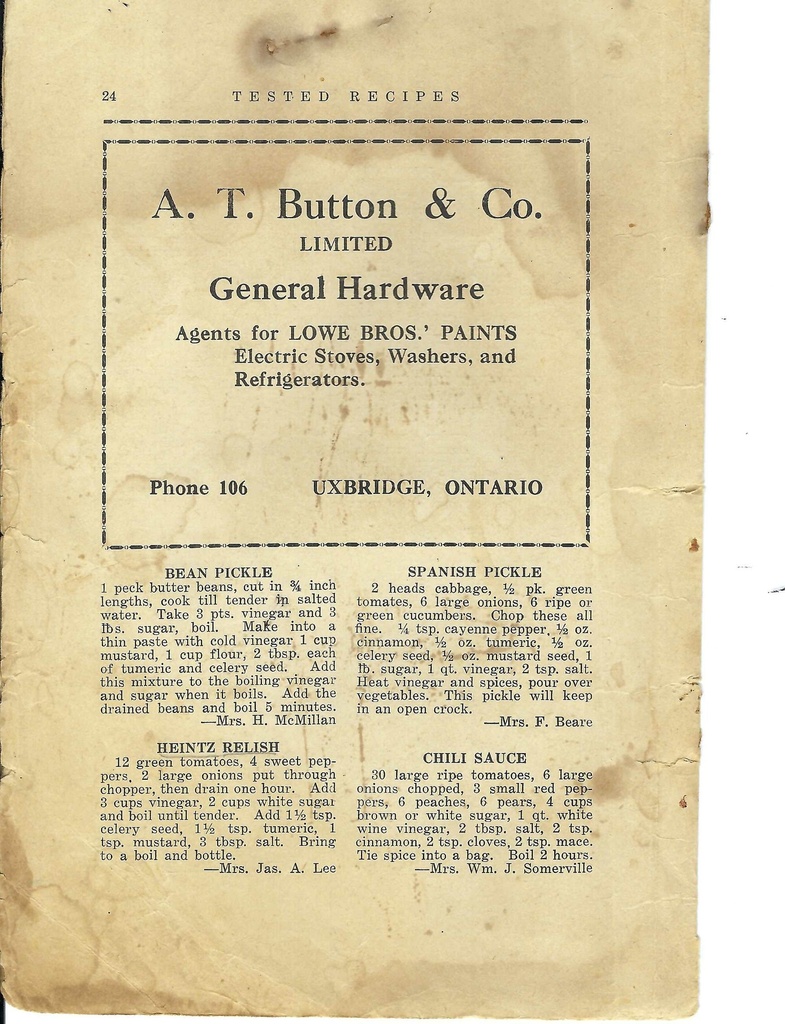 24 TESTED RECIPES
A. T. Button & Co.
LIMITED
General Hardware
Agents for LOWE BROS.' PAINTS
Electric Stoves, Washers, and
Refrigerators.
Phone 106 UXBRIDGE, ONTARIO
BEAN PICKLE
1 peck butter beans, cut in ¾ inch
lengths, cook till tender in salted
water. Take 3 pts. vinegar and 3
lbs. sugar, boil. Make into a
thin paste with cold vinegar 1 cup
mustard, 1 cup flour, 2 tbsp. each
of tumeric and celery seed. Add
this mixture to the boiling vinegar
and sugar when it boils. Add the
drained beans and boil 5 minutes.
—Mrs. H. McMillan
HEINTZ RELISH
12 green tomatoes, 4 sweet pep-
pers, 2 large onions put through
chopper, then drain one hour. Add
3 cups vinegar, 2 cups white sugar
and boil until tender. Add 1½ tsp.
celery seed, 1½ tsp. tumeric, 1
tsp. mustard, 3 tbsp. salt. Bring
to a boil and bottle.
—Mrs. Jas. A. Lee
SPANISH PICKLE
2 heads cabbage, ½ pk. green
tomates, 6 large onions, 6 ripe or
green cucumbers. Chop these all
fine. ¼ tsp. cayenne pepper, ½ oz.
cinnamon, ½ oz. tumeric, ½ oz.
celery seed, ½ oz. mustard seed, 1
lb. sugar, 1 qt. vinegar, 2 tsp. salt.
Heat vinegar and spices, pour over
vegetables. This pickle will keep
in an open crock.
—Mrs. F. Beare
CHILI SAUCE
30 large ripe tomatoes, 6 large
onions chopped, 3 small red pep-
pers, 6 peaches, 6 pears, 4 cups
brown or white sugar, 1 qt. white
wine vinegar, 2 tbsp. salt, 2 tsp.
cinnamon, 2 tsp. cloves, 2 tsp. mace.
Tie spice into a bag. Boil 2 hours.
—Mrs. Wm. J. Somerville